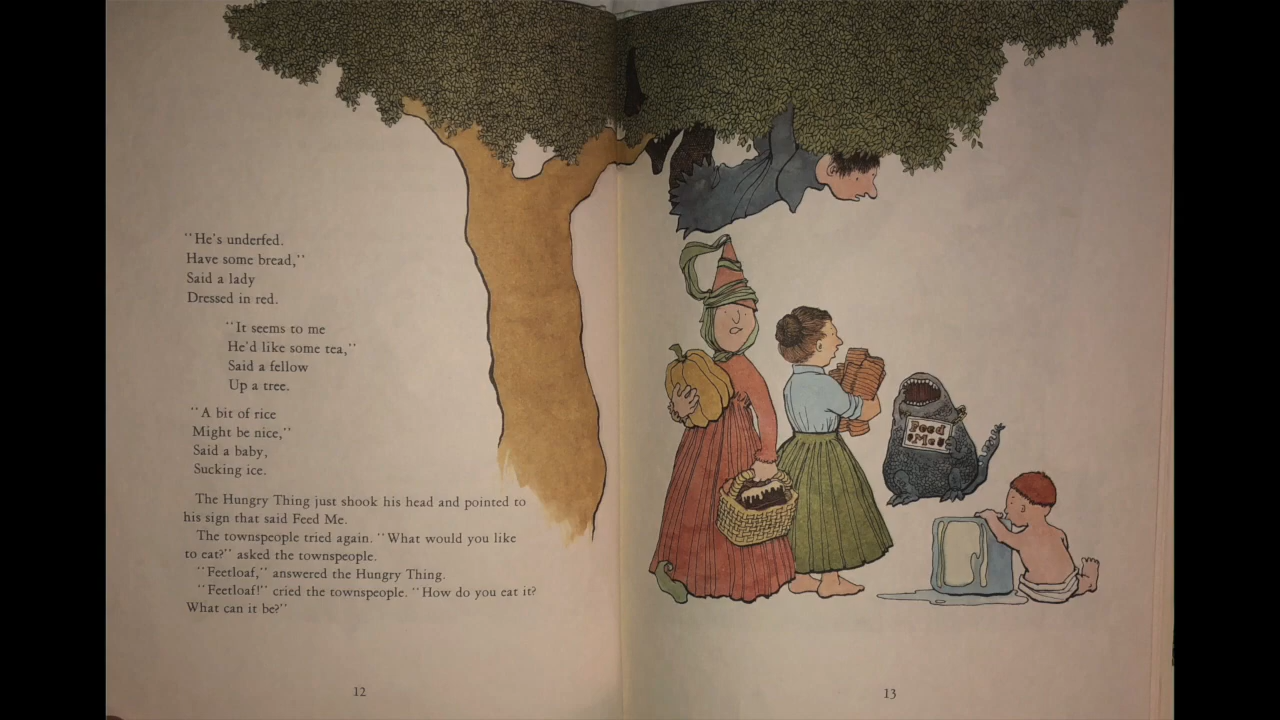 “He's underfed.
Have some bread,”
Said a lady
Dressed in red.
“It seems to me
He'd like some tea,”
Said a fellow
Up a tree.
“A bit of rice
Might be nice,”
Said a baby,
Sucking ice.
The Hungry Thing just shook his head and pointed to
his sign that said Feed Me.
The townspeople tried again. “What would you like
to eat?” asked the townspeople.
“Feetloaf,” answered the Hungry Thing.
“Feetloaf!” cried the townspeople. “How do you eat it?
What can it be?”
12
Feed
Me
13